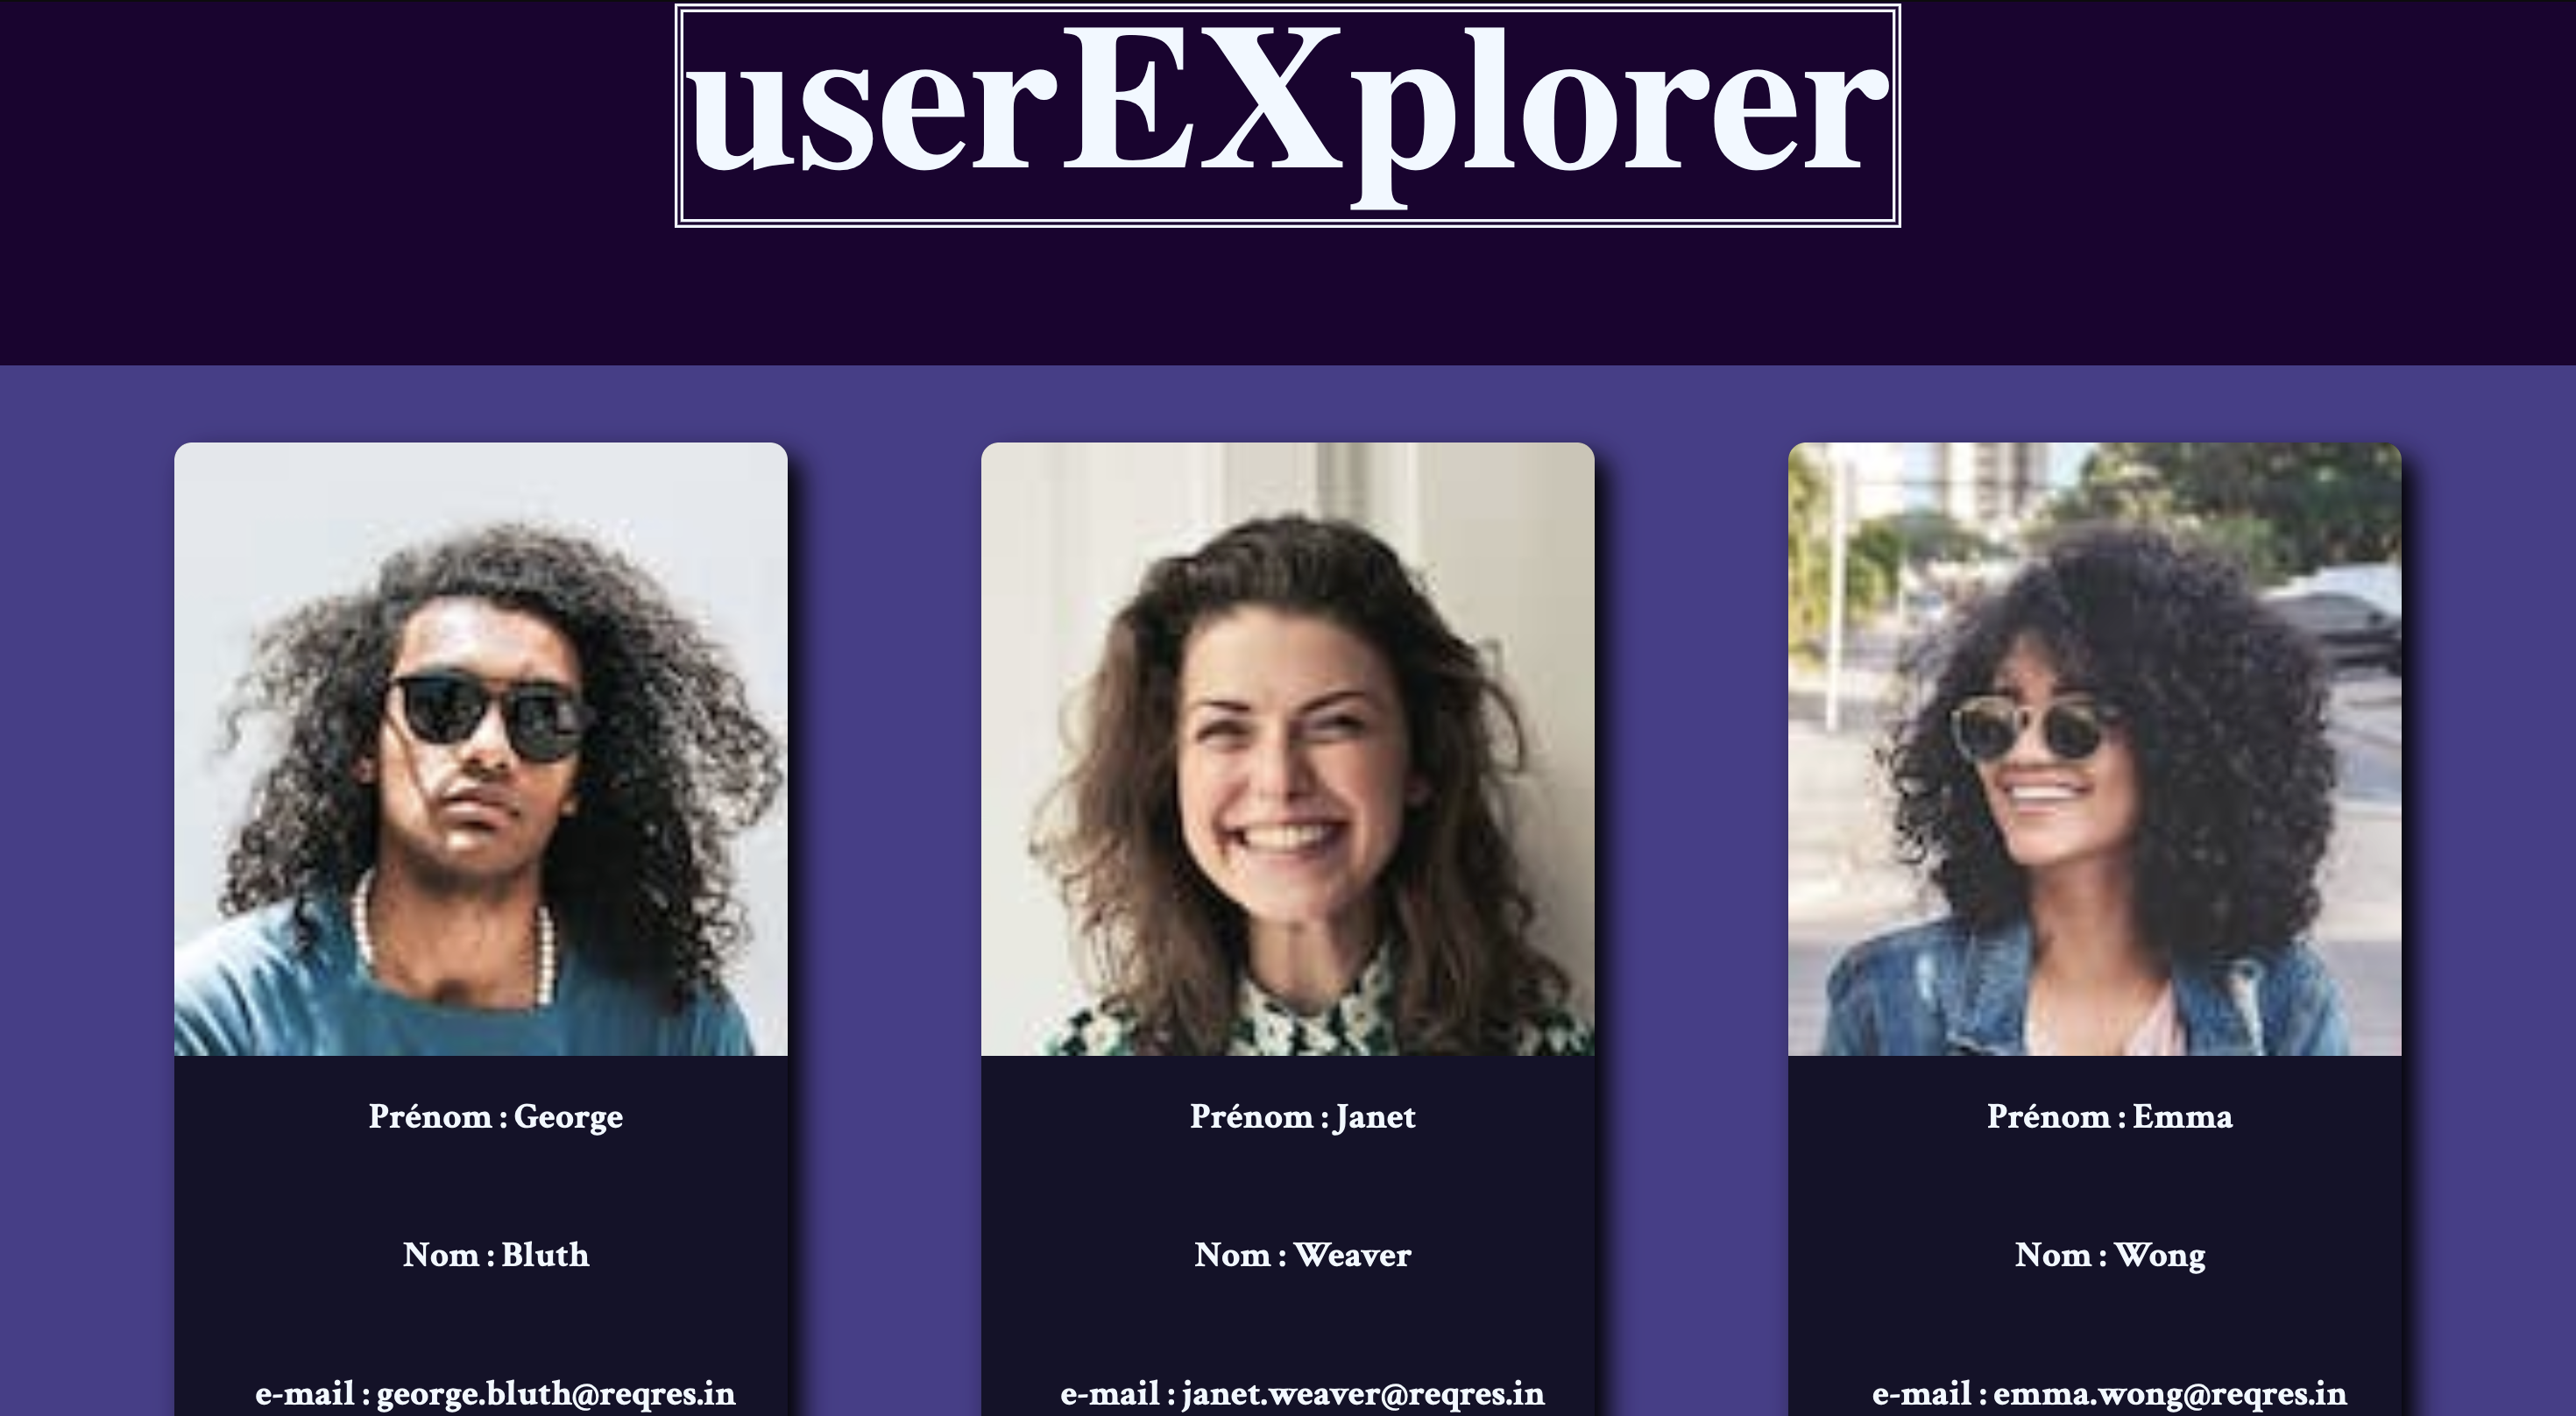 userEXplorer
Prénom : George
Nom : Bluth
e-mail : george.bluth@reqres.in
Prénom : Janet
Nom : Weaver
e-mail : janet.weaver@reqres.in
Prénom : Emma
Nom : Wong
e-mail : emma.wong@reqres.in